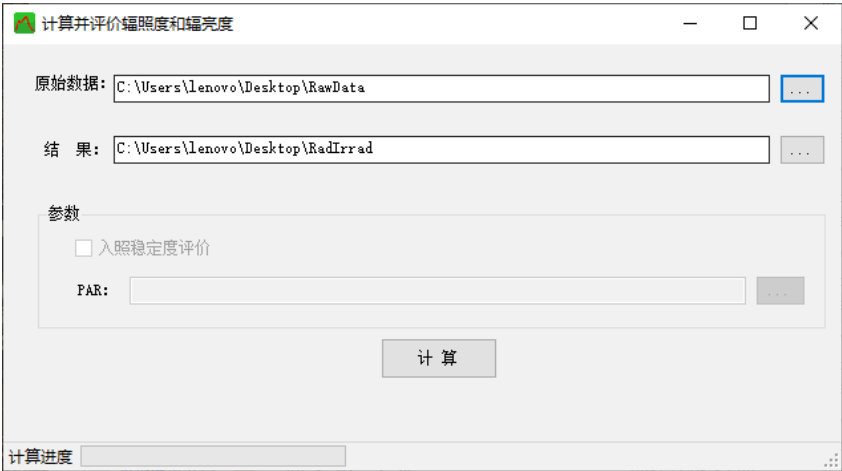 计算并评价辐照度和辐亮度
原始数据: C:\Users\lenovo\Desktop\RawData ...
结 果: C:\Users\lenovo\Desktop\RadIrrad ...
参数
入照稳定度评价
PAR: ...
计 算
计算进度